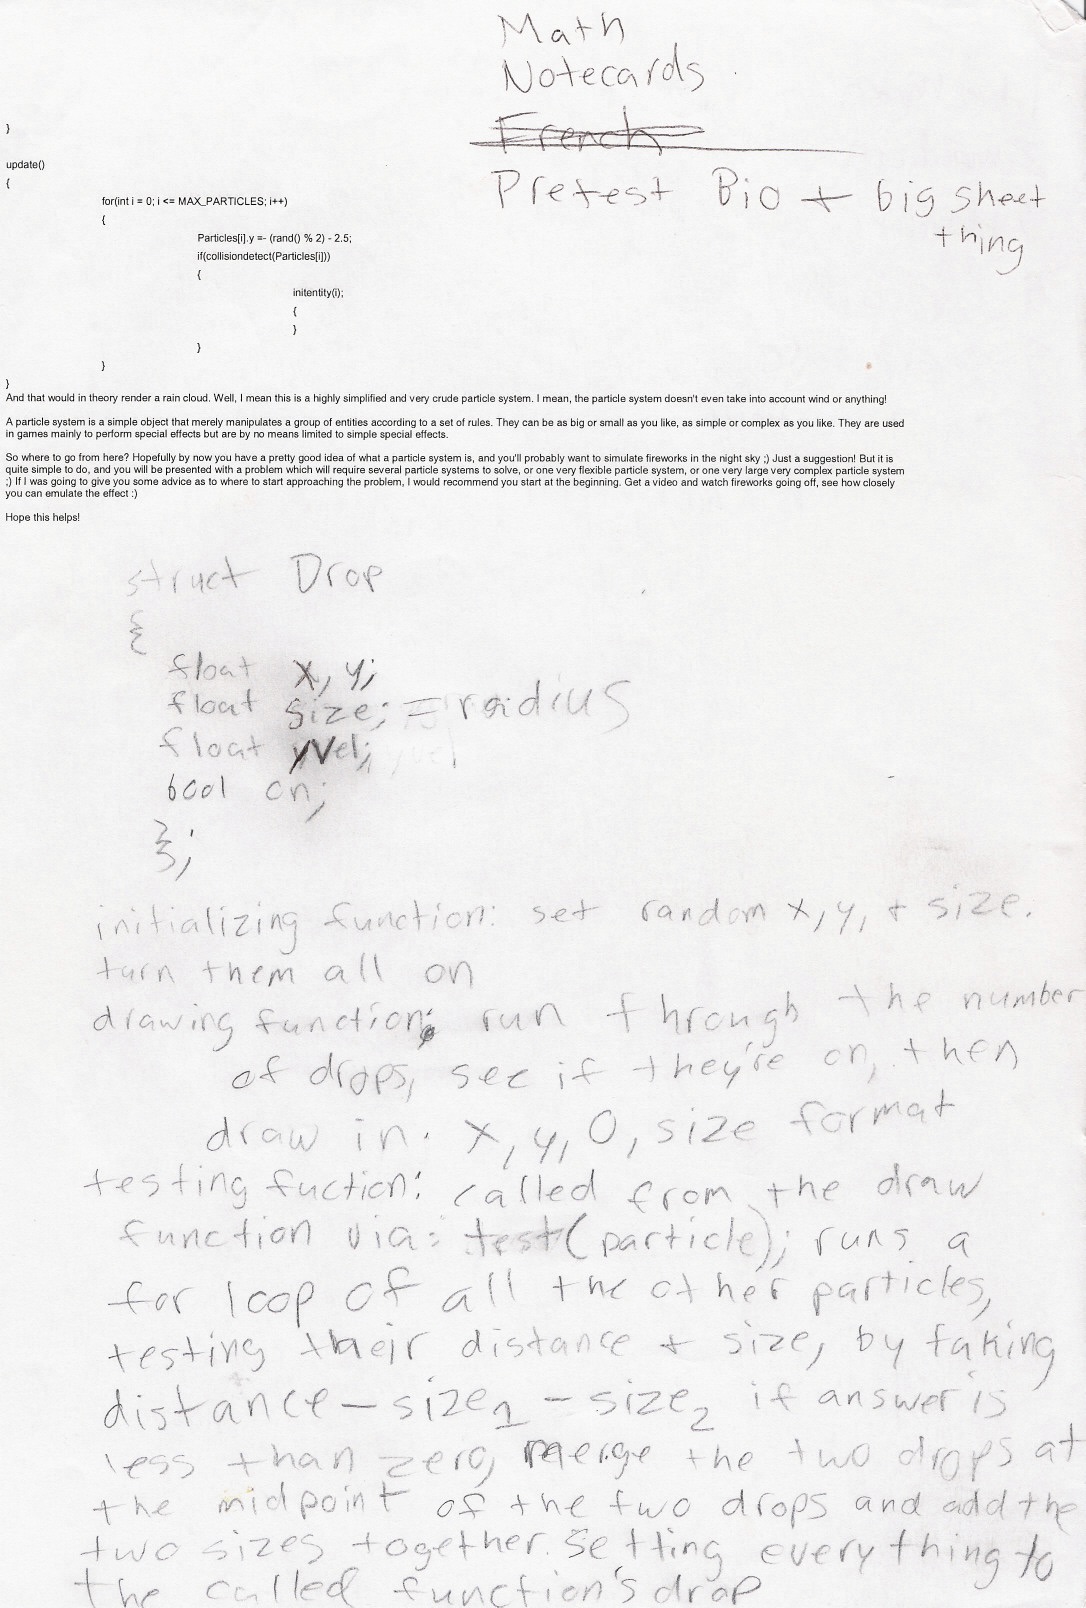 Math
Notecards
French
Pretest Bio + big sheet
thing
}
update()
{
for(int i = 0; i <= MAX_PARTICLES; i++)
{
Particles[i].y =- (rand() % 2) - 2.5;
if(collisiondetect(Particles[i]))
{
initentity(i);
{
}
}
}
}
And that would in theory render a rain cloud. Well, I mean this is a highly simplified and very crude particle system. I mean, the particle system doesn't even take into account wind or anything!
A particle system is a simple object that merely manipulates a group of entities according to a set of rules. They can be as big or small as you like, as simple or complex as you like. They are used
in games mainly to perform special effects but are by no means limited to simple special effects.
So where to go from here? Hopefully by now you have a pretty good idea of what a particle system is, and you'll probably want to simulate fireworks in the night sky ;) Just a suggestion! But it is
quite simple to do, and you will be presented with a problem which will require several particle systems to solve, or one very flexible particle system, or one very large very complex particle system
;) If I was going to give you some advice as to where to start approaching the problem, I would recommend you start at the beginning. Get a video and watch fireworks going off, see how closely
you can emulate the effect :)
Hope this helps!
struct Drop
{
float x, y;
float size; = radius
float yVel;
bool on;
};
initializing function: set random x, y, + size.
turn them all on
drawing function: run through the number
of drops, see if they're on, then
draw in: x, y, 0, size format
testing fuction: called from the draw
function via: test(particle); runs a
for loop of all the other particles,
testing their distance + size, by taking
distance - size₁ - size₂ if answer is
less than zero, merge the two drops at
the midpoint of the two drops and add the
two sizes together. Setting everything to
the called function's drop